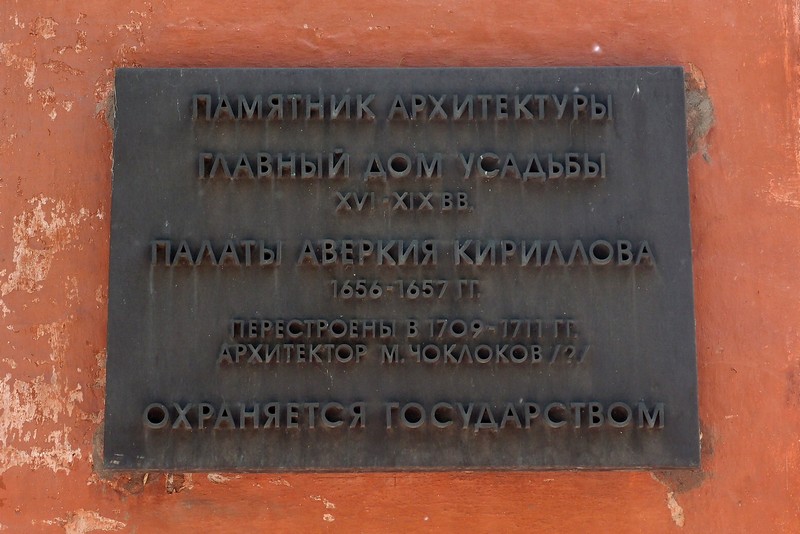 ПАМЯТНИК АРХИТЕКТУРЫ
ГЛАВНЫЙ ДОМ УСАДЬБЫ
XVI - XIX ВВ.
ПАЛАТЫ АВЕРКИЯ КИРИЛЛОВА
1656 - 1657 ГГ.
ПЕРЕСТРОЕНЫ В 1709 - 1711 ГГ.
АРХИТЕКТОР М. ЧОКЛОКОВ /?/
ОХРАНЯЕТСЯ ГОСУДАРСТВОМ